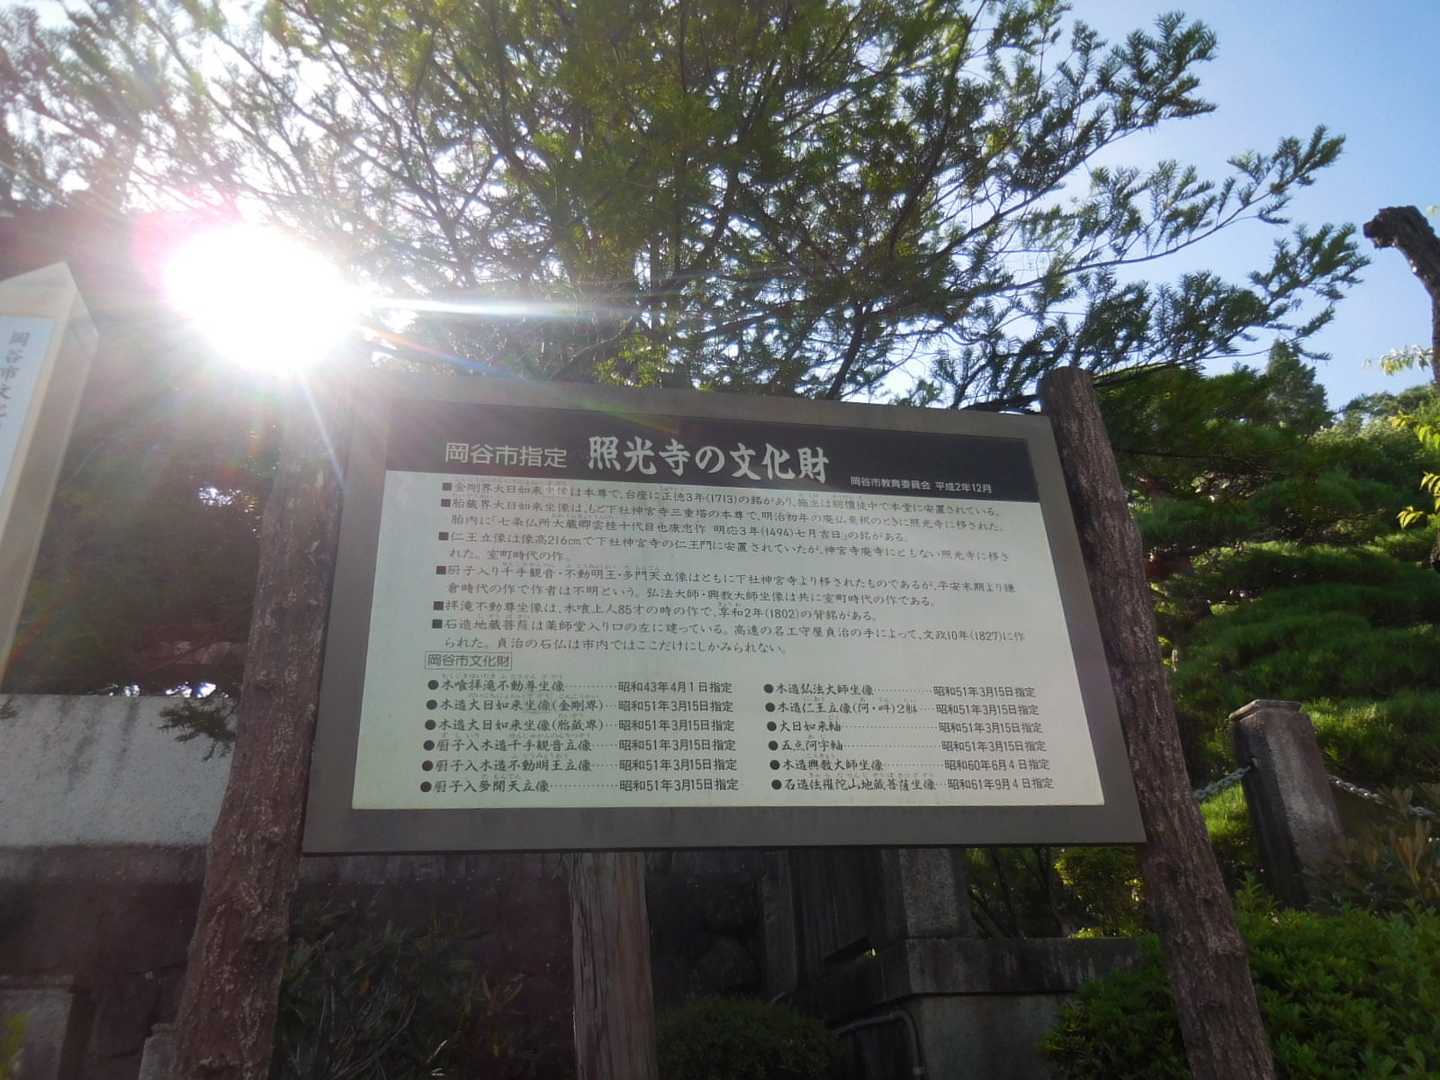 岡谷市文化
岡谷市指定 照光寺の文化財
岡谷市教育委員会 平成2年12月
■金剛界大日如来坐像は本尊で、台座に正徳3年(1713)の銘があり、施主は総檀徒中で本堂に安置されている。
■胎蔵界大日如来坐像は、もと下社神宮寺三重塔の本尊で、明治初年の廃仏棄釈のときに照光寺に移された。
胎内に「七条仏所大蔵卿雲桂十代目也康忠作 明応3年(1494)七月吉日」の銘がある。
■仁王立像は像高216cmで下社神宮寺の仁王門に安置されていたが、神宮寺廃寺にともない照光寺に移さ
れた。室町時代の作。
■厨子入り千手観音・不動明王・多門天立像はともに下社神宮寺より移されたものであるが、平安末期より鎌
倉時代の作で作者は不明という。弘法大師・興教大師坐像は共に室町時代の作である。
■拝滝不動尊坐像は、木喰上人85才の時の作で、享和2年(1802)の背銘がある。
■石造地蔵菩薩は薬師堂入り口の左に建っている。高遠の名工守屋貞治の手によって、文政10年(1827)に作
られた。貞治の石仏は市内ではここだけにしかみられない。
岡谷市文化財
●木喰拝滝不動尊坐像…………昭和43年4月1日指定
●木造大日如来坐像(金剛界)…昭和51年3月15日指定
●木造大日如来坐像(胎蔵界)…昭和51年3月15日指定
●厨子入木造千手観音立像……昭和51年3月15日指定
●厨子入木造不動明王立像……昭和51年3月15日指定
●厨子入多聞天立像……………昭和51年3月15日指定
●木造弘法大師坐像……………昭和51年3月15日指定
●木造仁王立像(阿・吽)2躰…昭和51年3月15日指定
●大日如来軸……………………昭和51年3月15日指定
●五点阿字軸……………………昭和51年3月15日指定
●木造興教大師坐像……………昭和60年6月4日指定
●石造法羅陀山地蔵菩薩坐像…昭和61年9月4日指定